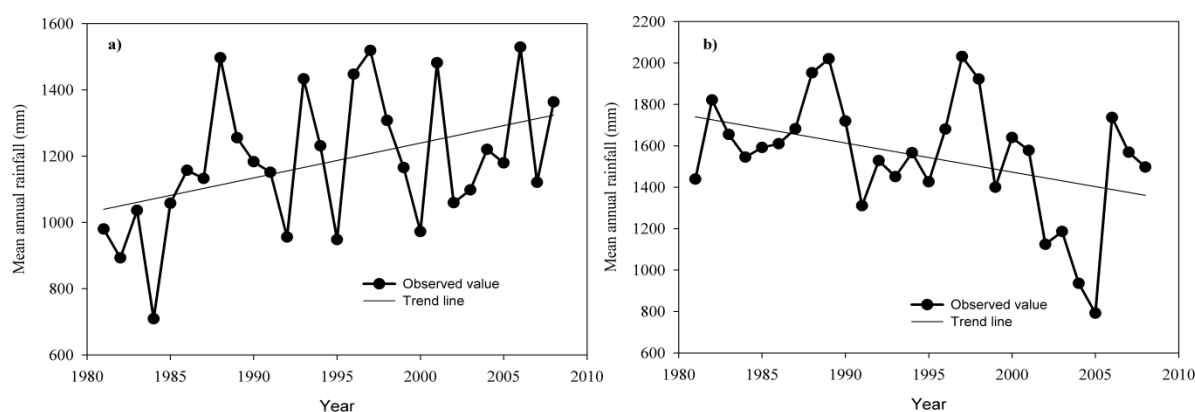 a)
Mean annual rainfall (mm)
1600
1400
1200
1000
800
600
Observed value
Trend line
1980 1985 1990 1995 2000 2005 2010
Year
b)
Mean annual rainfall (mm)
2200
2000
1800
1600
1400
1200
1000
800
600
Observed value
Trend line
1980 1985 1990 1995 2000 2005 2010
Year